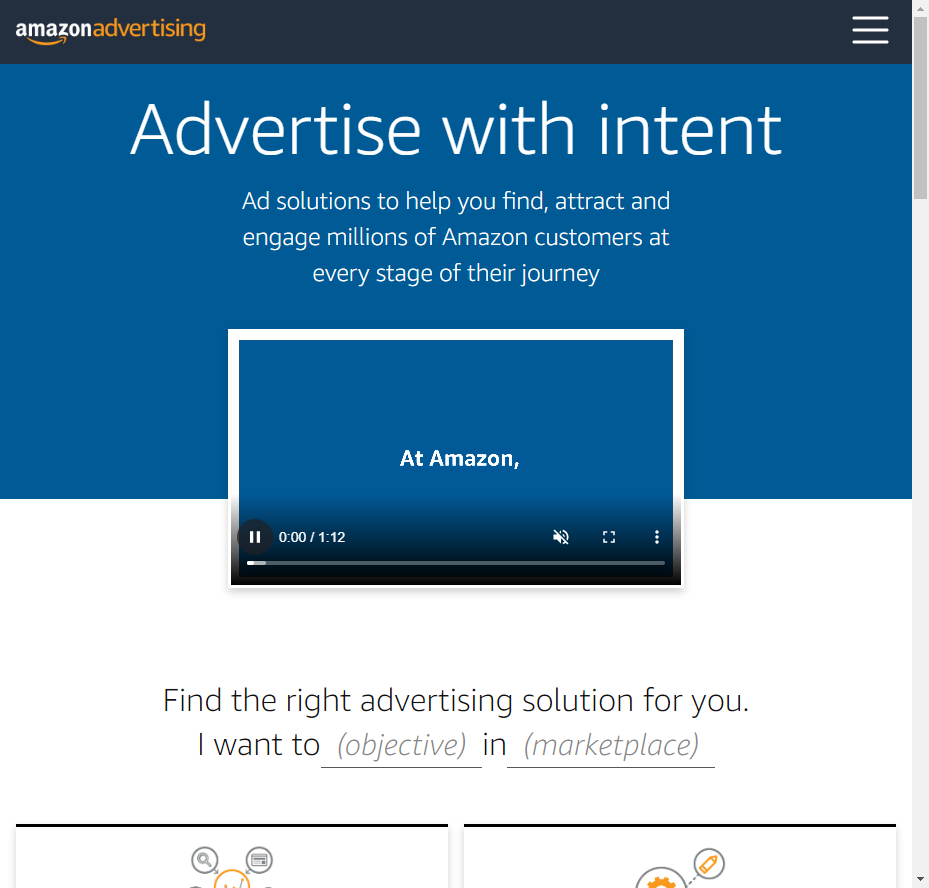 amazonadvertising
Advertise with intent
Ad solutions to help you find, attract and
engage millions of Amazon customers at
every stage of their journey
At Amazon,
0:00 / 1:12
Find the right advertising solution for you.
I want to (objective) in (marketplace)